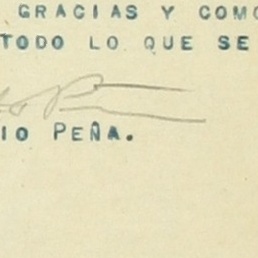 GRACIAS Y COMO
TODO LO QUE SE
IO PEÑA.